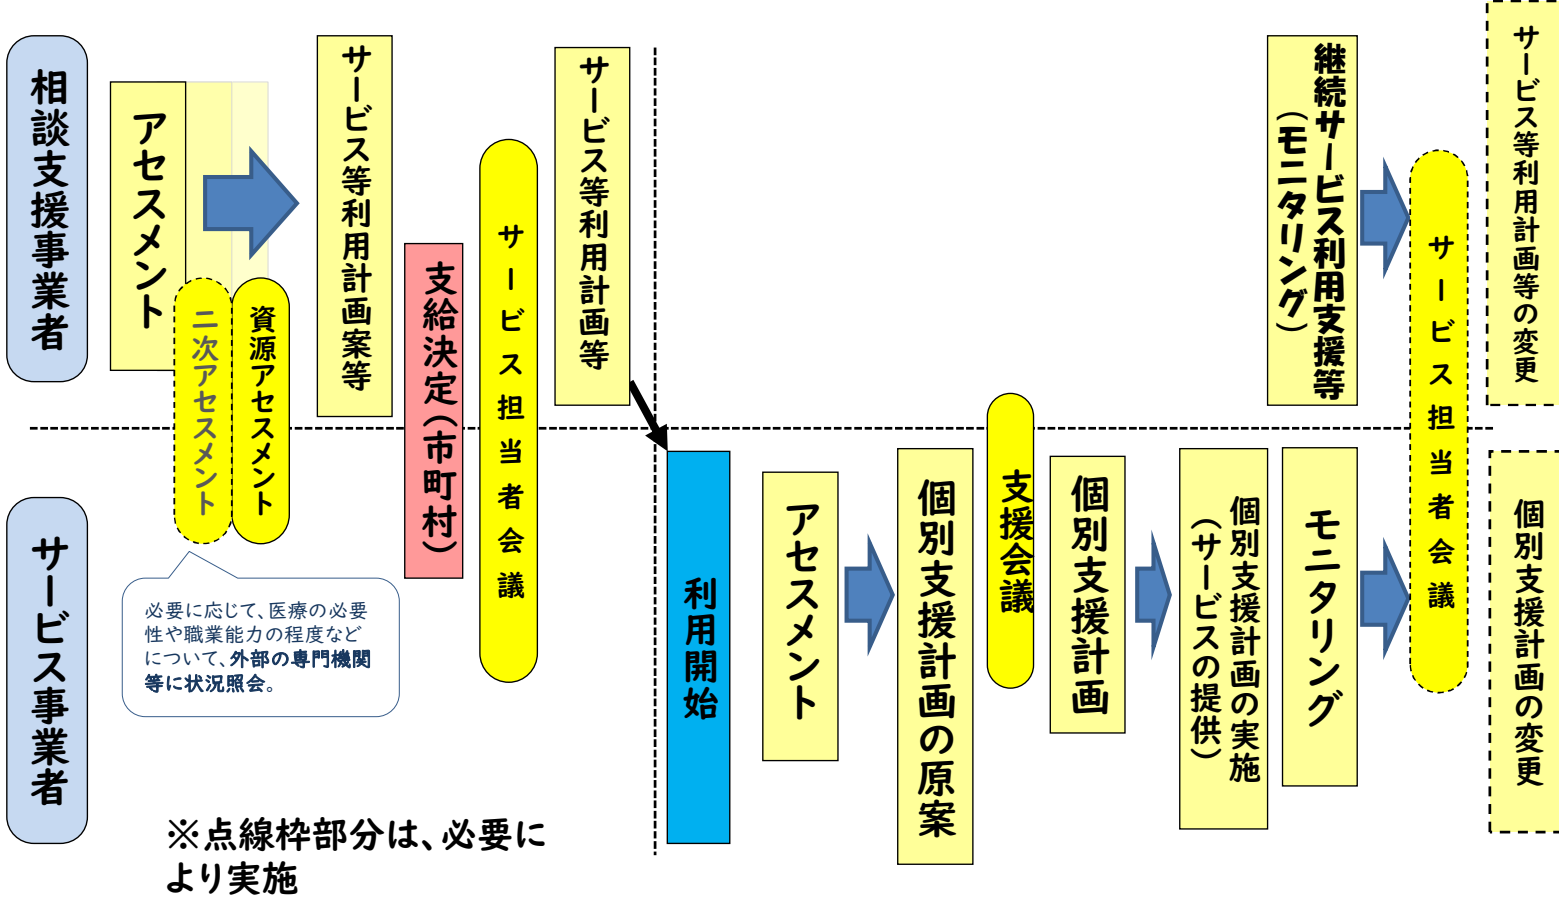 相談支援事業者
アセスメント
二次アセスメント
資源アセスメント
サービス等利用計画案等
支給決定(市町村)
サービス担当者会議
サービス等利用計画等
継続サービス利用支援等
(モニタリング)
サービス担当者会議
サービス等利用計画等の変更
サービス事業者
必要に応じて、医療の必要
性や職業能力の程度など
について、外部の専門機関
等に状況照会。
利用開始
アセスメント
個別支援計画の原案
支援会議
個別支援計画
個別支援計画の実施
(サービスの提供)
モニタリング
個別支援計画の変更
※点線枠部分は、必要に
より実施